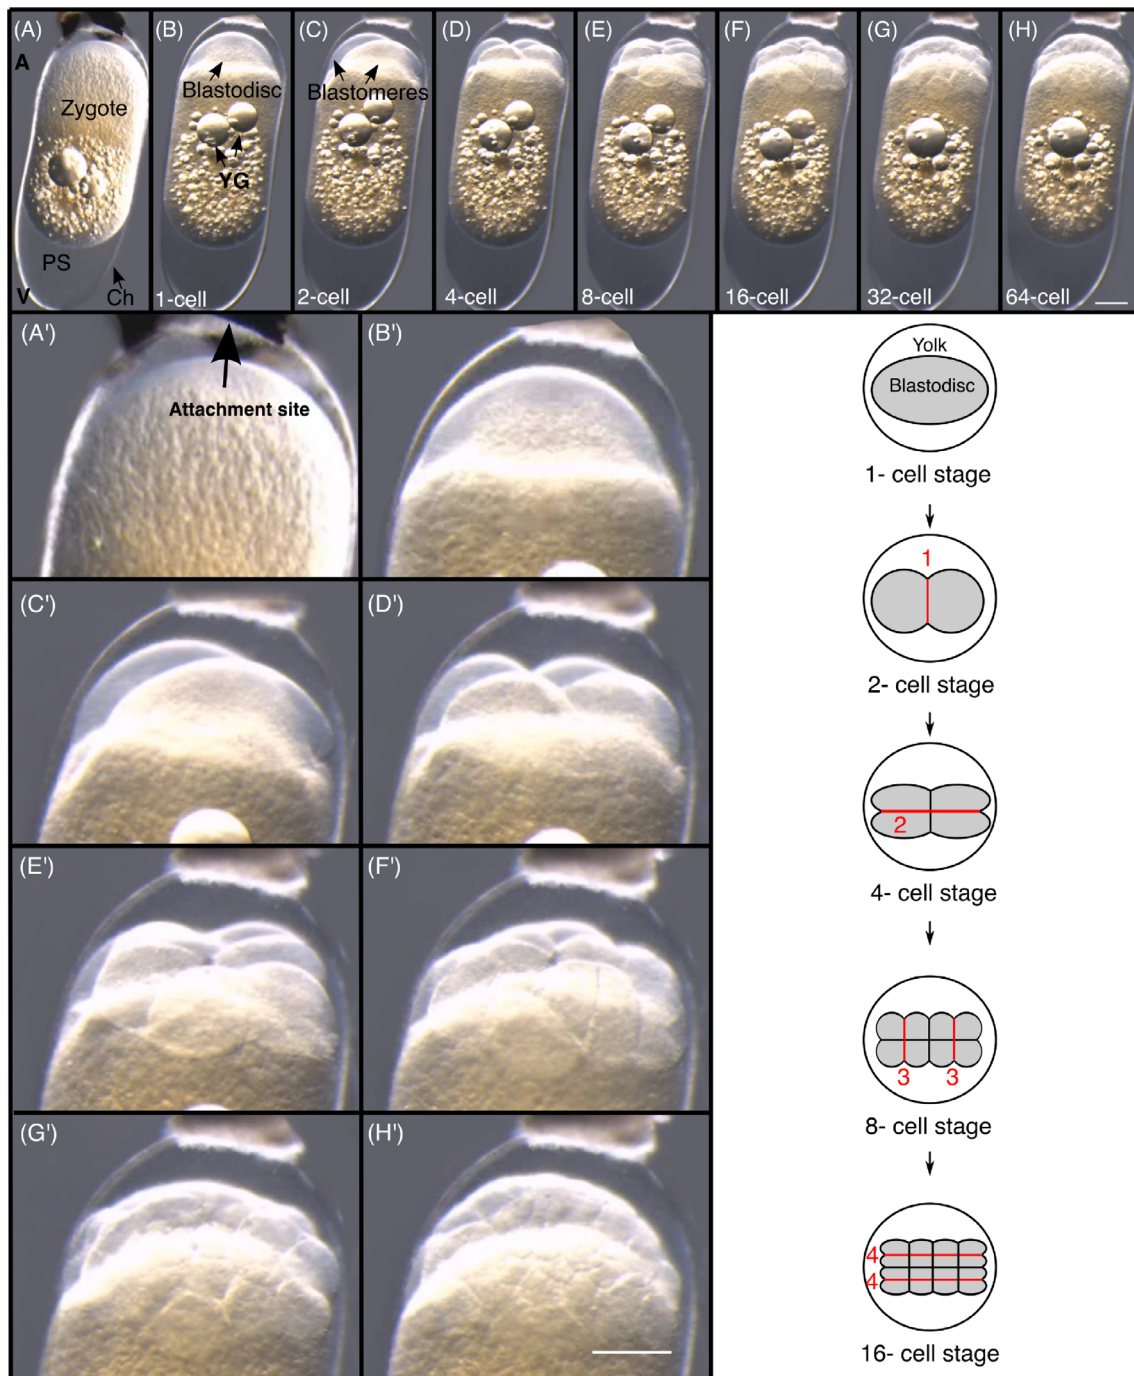 (A)
A
Zygote
PS
V
Ch
(B)
Blastodisc
YG
1-cell
(C)
Blastomeres
2-cell
(D)
4-cell
(E)
8-cell
(F)
16-cell
(G)
32-cell
(H)
64-cell
(A')
Attachment site
(B')
(C')
(D')
(E')
(F')
(G')
(H')
Yolk
Blastodisc
1- cell stage
1
2- cell stage
2
4- cell stage
3 3
8- cell stage
4
4
16- cell stage